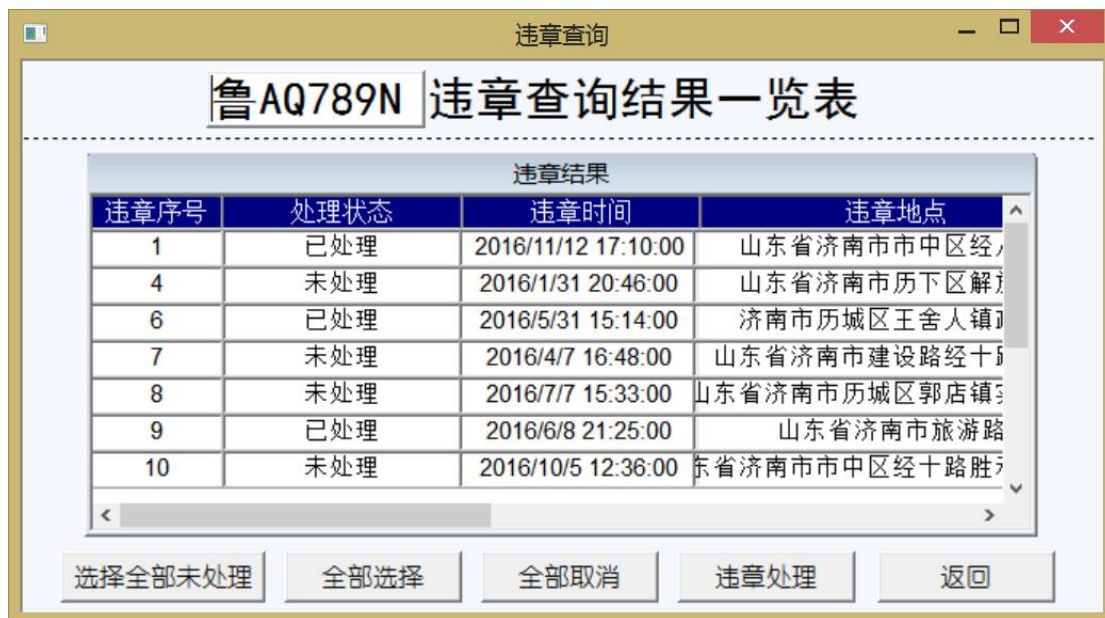 违章查询
鲁AQ789N 违章查询结果一览表
违章结果
违章序号 处理状态 违章时间 违章地点
1 已处理 2016/11/12 17:10:00 山东省济南市市中区经
4 未处理 2016/1/31 20:46:00 山东省济南市历下区解
6 已处理 2016/5/31 15:14:00 济南市历城区王舍人镇
7 未处理 2016/4/7 16:48:00 山东省济南市建设路经十
8 未处理 2016/7/7 15:33:00 山东省济南市历城区郭店镇
9 已处理 2016/6/8 21:25:00 山东省济南市旅游路
10 未处理 2016/10/5 12:36:00 东省济南市市中区经十路胜
选择全部未处理 全部选择 全部取消 违章处理 返回